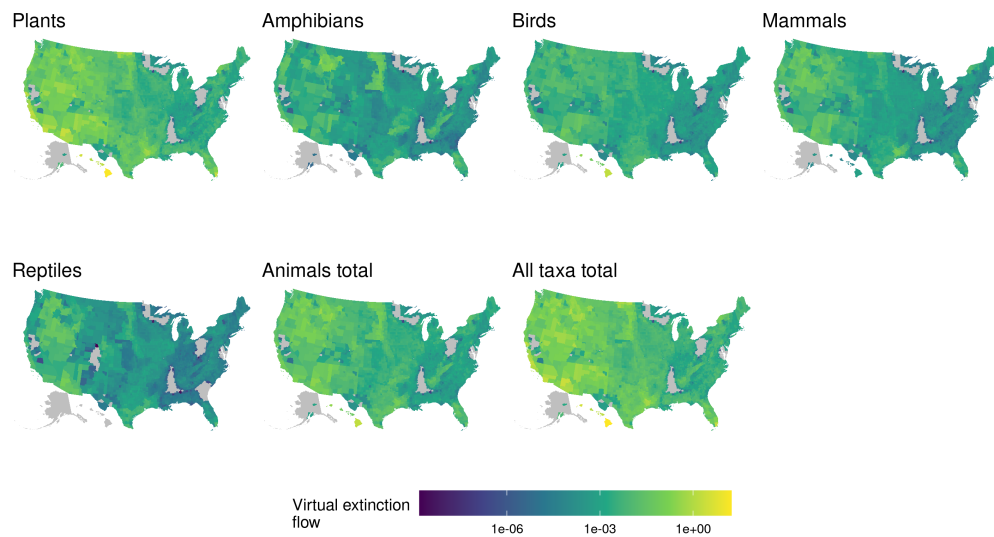 Plants
Amphibians
Birds
Mammals
Reptiles
Animals total
All taxa total
Virtual extinction
flow
1e-06
1e-03
1e+00